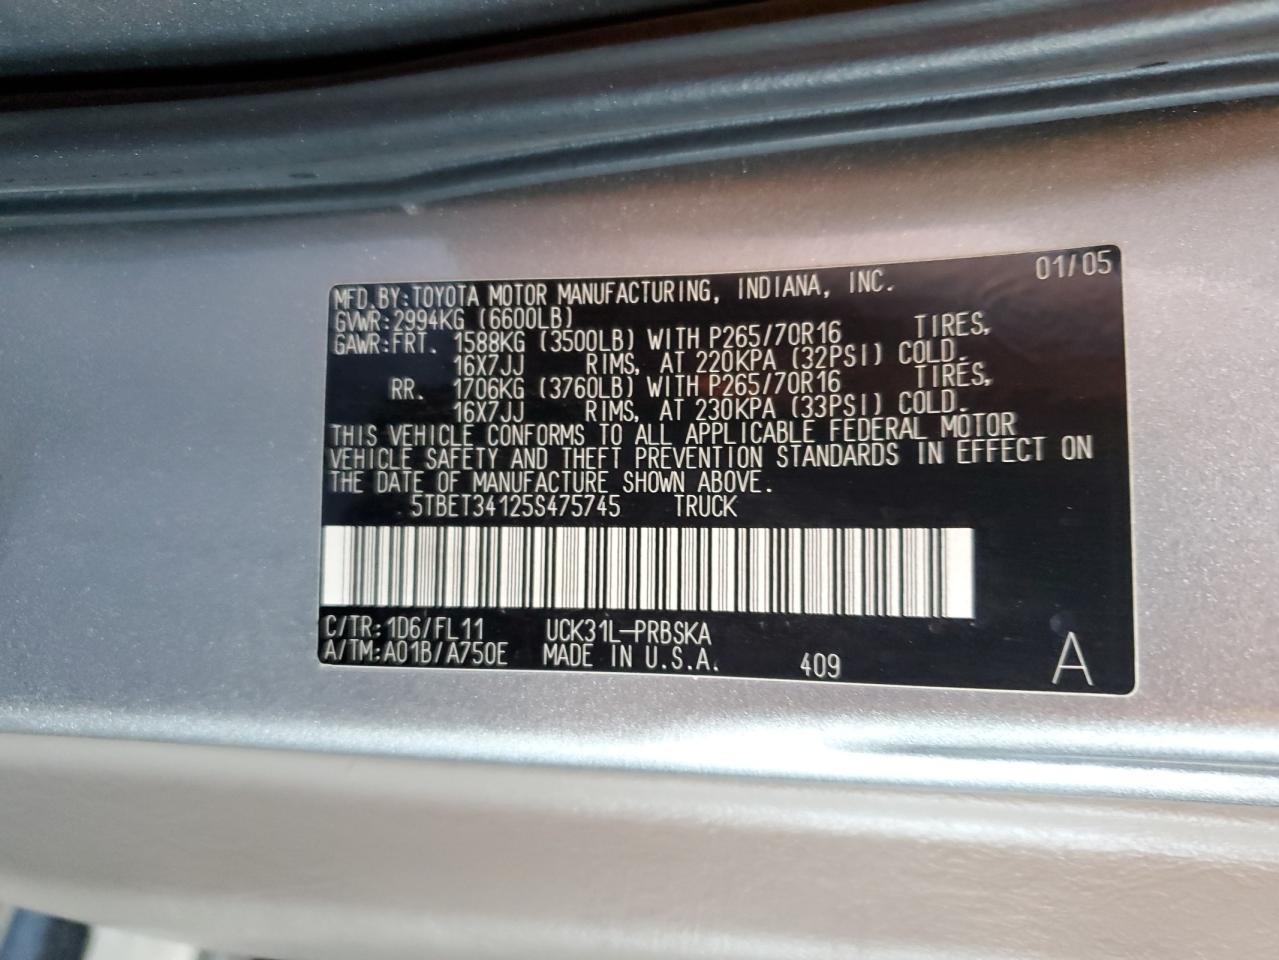 MFD.BY:TOYOTA MOTOR MANUFACTURING, INDIANA, INC. 01/05
GVWR:2994KG (6600LB)
GAWR:FRT. 1588KG (3500LB) WITH P265/70R16 TIRES,
16X7JJ RIMS, AT 220KPA (32PSI) COLD.
RR. 1706KG (3760LB) WITH P265/70R16 TIRES,
16X7JJ RIMS, AT 230KPA (33PSI) COLD.
THIS VEHICLE CONFORMS TO ALL APPLICABLE FEDERAL MOTOR
VEHICLE SAFETY AND THEFT PREVENTION STANDARDS IN EFFECT ON
THE DATE OF MANUFACTURE SHOWN ABOVE.
5TBET34125S475745 TRUCK
C/TR:1D6/FL11 UCK31L-PRBSKA
A/TM:A01B/A750E MADE IN U.S.A. 409 A